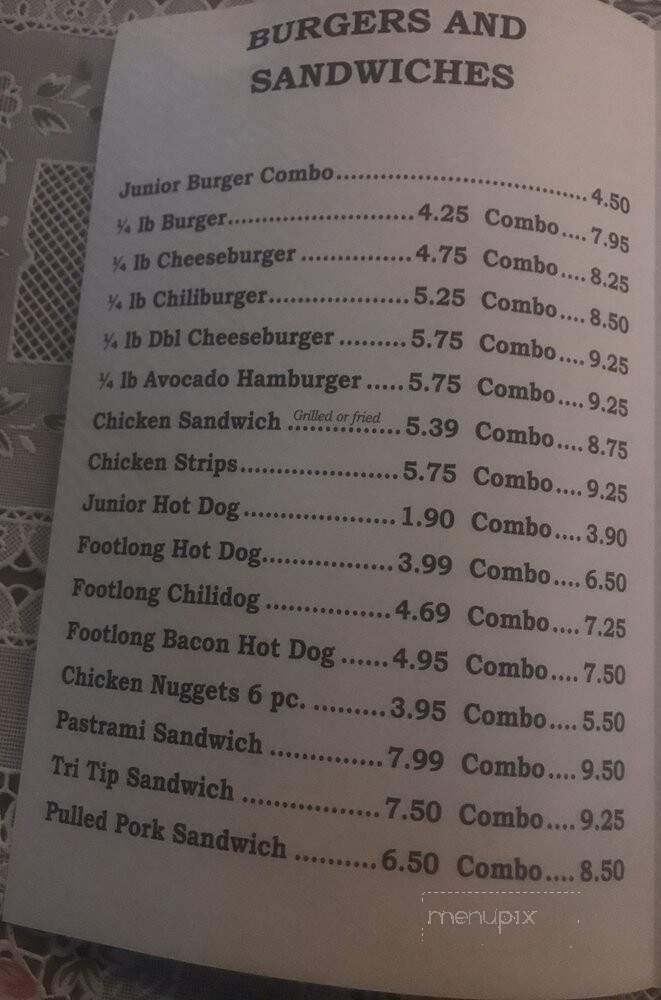 BURGERS AND
SANDWICHES
Junior Burger Combo.................................4.50
¼ lb Burger........................4.25 Combo....7.95
¼ lb Cheeseburger ..............4.75 Combo....8.25
¼ lb Chiliburger..................5.25 Combo....8.50
¼ lb Dbl Cheeseburger .........5.75 Combo....9.25
¼ lb Avocado Hamburger .....5.75 Combo....9.25
Chicken Sandwich ..Grilled or fried..5.39 Combo....8.75
Chicken Strips.....................5.75 Combo....9.25
Junior Hot Dog....................1.90 Combo....3.90
Footlong Hot Dog.................3.99 Combo....6.50
Footlong Chilidog ................4.69 Combo....7.25
Footlong Bacon Hot Dog ......4.95 Combo....7.50
Chicken Nuggets 6 pc. .........3.95 Combo....5.50
Pastrami Sandwich ..............7.99 Combo....9.50
Tri Tip Sandwich .................7.50 Combo....9.25
Pulled Pork Sandwich ..........6.50 Combo....8.50
menupix